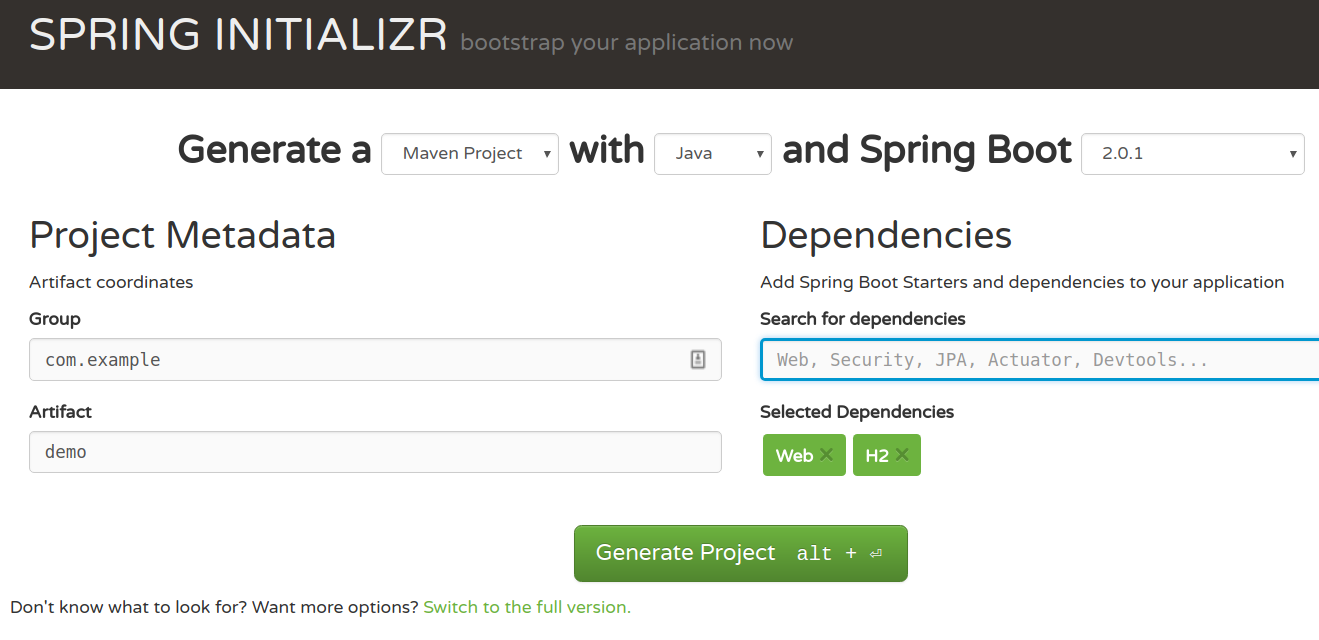 SPRING INITIALIZR bootstrap your application now
Generate a Maven Project with Java and Spring Boot 2.0.1
Project Metadata
Artifact coordinates
Group
com.example
Artifact
demo
Dependencies
Add Spring Boot Starters and dependencies to your application
Search for dependencies
Web, Security, JPA, Actuator, Devtools...
Selected Dependencies
Web × H2 ×
Generate Project alt + ⏎
Don't know what to look for? Want more options? Switch to the full version.